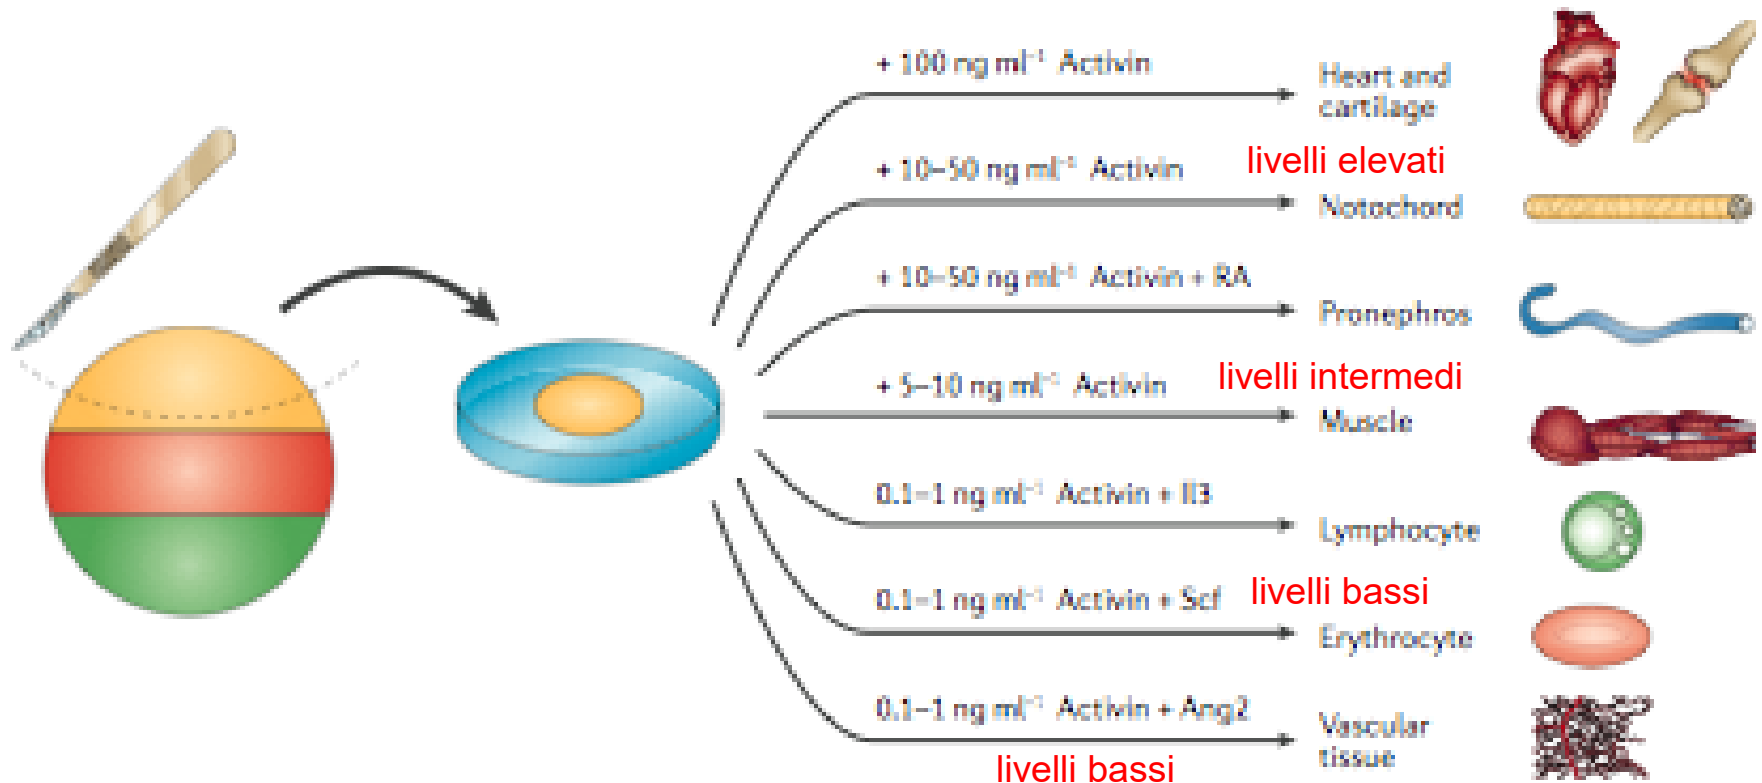 + 100 ng ml⁻¹ Activin
Heart and
cartilage
livelli elevati
+ 10–50 ng ml⁻¹ Activin
Notochord
+ 10–50 ng ml⁻¹ Activin + RA
Pronephros
livelli intermedi
+ 5–10 ng ml⁻¹ Activin
Muscle
0.1–1 ng ml⁻¹ Activin + Il3
Lymphocyte
livelli bassi
0.1–1 ng ml⁻¹ Activin + Scf
Erythrocyte
0.1–1 ng ml⁻¹ Activin + Ang2
Vascular
tissue
livelli bassi